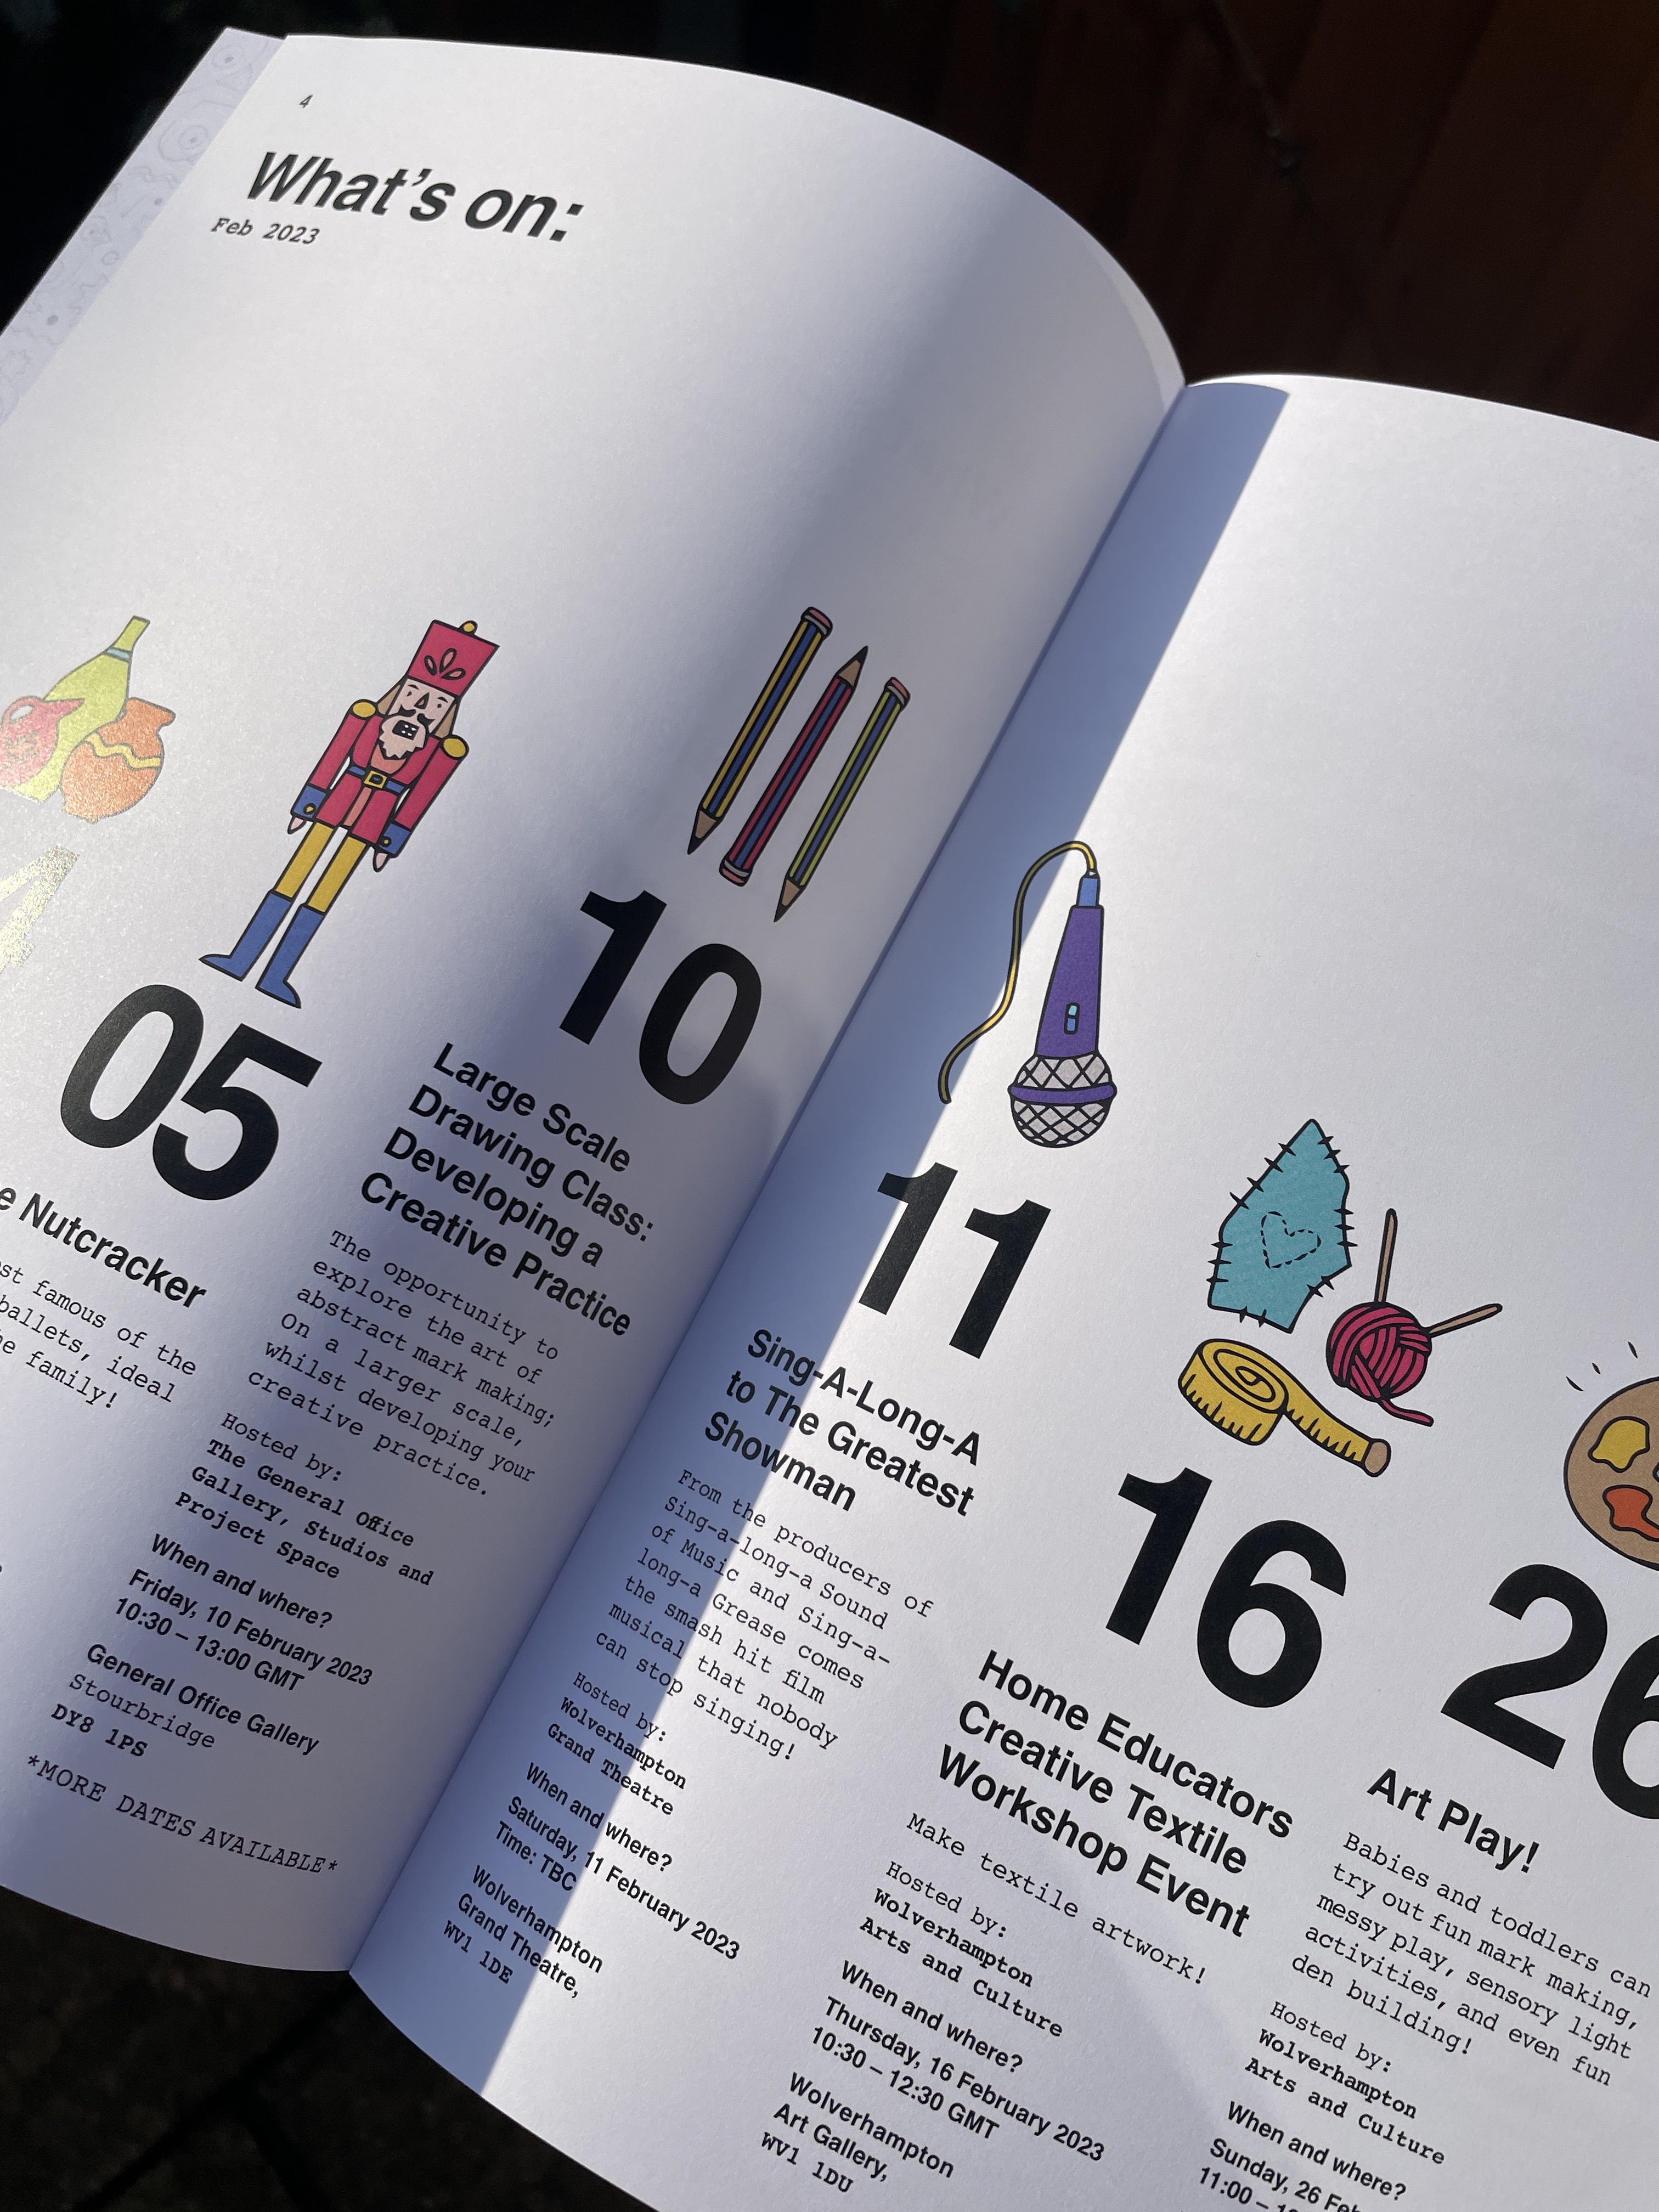 4
What's on:
Feb 2023
05
Nutcracker
famous of the
ballets, ideal
family!
10
Large Scale
Drawing Class:
Developing a
Creative Practice
The opportunity to
explore the art of
abstract mark making;
On a larger scale,
whilst developing your
creative practice.
Hosted by:
The General Office
Gallery, Studios and
Project Space
When and where?
Friday, 10 February 2023
10:30 – 13:00 GMT
General Office Gallery
Stourbridge
DY8 1PS
*MORE DATES AVAILABLE*
11
Sing-A-Long-A
to The Greatest
Showman
From the producers of
Sing-a-long-a Sound
of Music and Sing-a-
long-a Grease comes
the smash hit film
musical that nobody
can stop singing!
Hosted by:
Wolverhampton
Grand Theatre
When and where?
Saturday, 11 February 2023
Time: TBC
Wolverhampton
Grand Theatre,
WV1 1DE
16
Home Educators
Creative Textile
Workshop Event
Make textile artwork!
Hosted by:
Wolverhampton
Arts and Culture
When and where?
Thursday, 16 February 2023
10:30 – 12:30 GMT
Wolverhampton
Art Gallery,
WV1 1DU
26
Art Play!
Babies and toddlers can
try out fun mark making,
messy play, sensory light
activities, and even fun
den building!
Hosted by:
Wolverhampton
Arts and Culture
When and where?
Sunday, 26
11:00 –